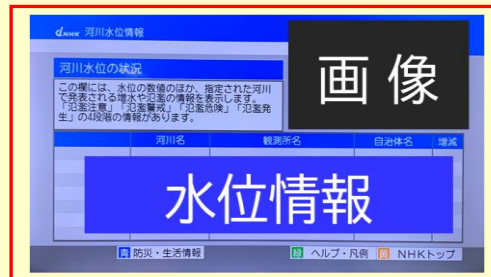 dNHK 河川水位情報
河川水位の状況
この欄には、水位の数値のほか、指定された河川
で発表される増水や氾濫の情報を表示します。
「氾濫注意」「氾濫警戒」「氾濫危険」「氾濫発
生」の4段階の情報があります。
画像
河川名 観測所名 自治体名 増減
水位情報
青 防災・生活情報 緑 ヘルプ・凡例 黄 NHKトップ